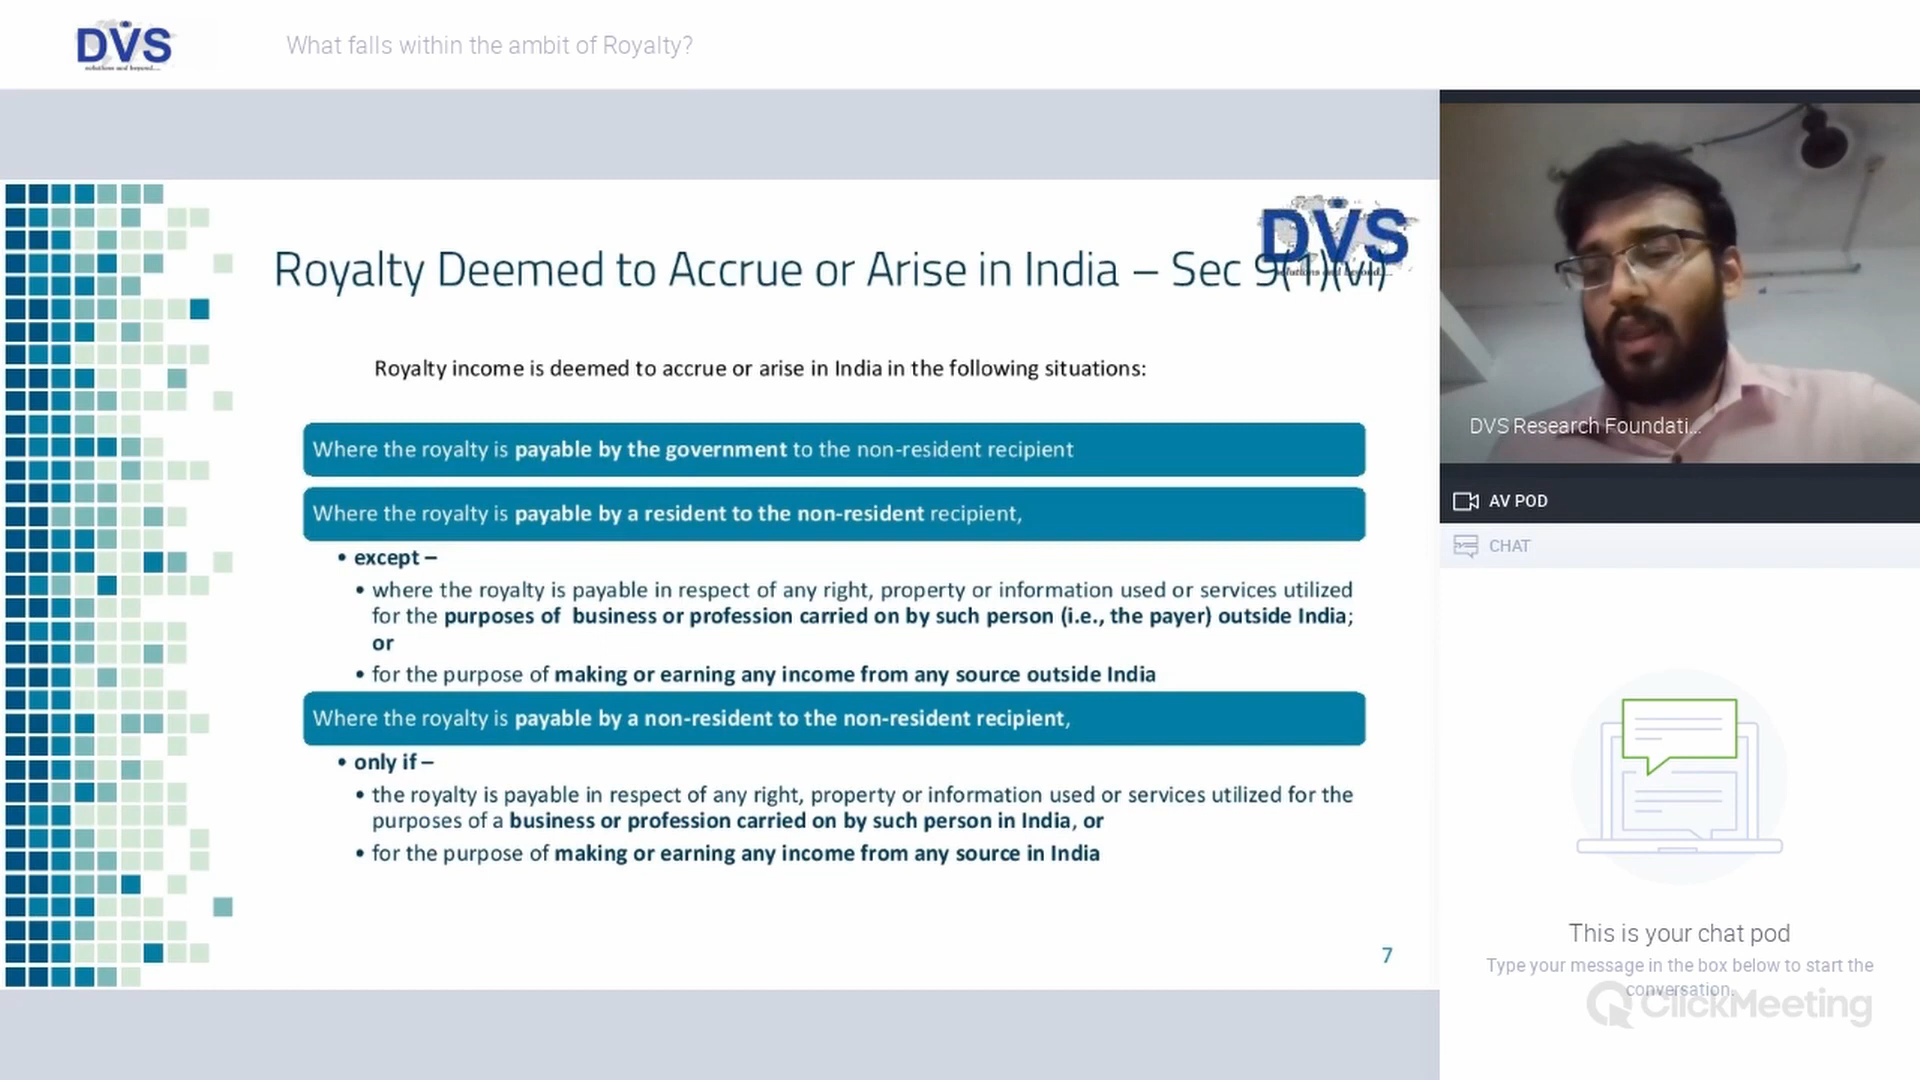 DVS
solutions and beyond....
What falls within the ambit of Royalty?
DVS
solutions and beyond....
Royalty Deemed to Accrue or Arise in India – Sec 9(1)(vi)
Royalty income is deemed to accrue or arise in India in the following situations:
Where the royalty is payable by the government to the non-resident recipient
Where the royalty is payable by a resident to the non-resident recipient,
• except –
• where the royalty is payable in respect of any right, property or information used or services utilized
for the purposes of business or profession carried on by such person (i.e., the payer) outside India;
or
• for the purpose of making or earning any income from any source outside India
Where the royalty is payable by a non-resident to the non-resident recipient,
• only if –
• the royalty is payable in respect of any right, property or information used or services utilized for the
purposes of a business or profession carried on by such person in India, or
• for the purpose of making or earning any income from any source in India
7
DVS Research Foundati...
AV POD
CHAT
This is your chat pod
Type your message in the box below to start the
conversation.
ClickMeeting